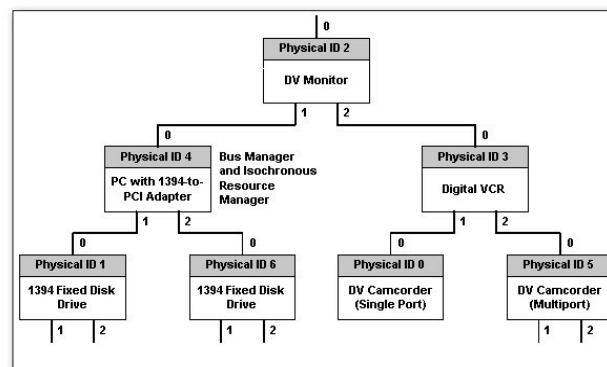 0
Physical ID 2
DV Monitor
1 2
0 0
Physical ID 4
PC with 1394-to-
PCI Adapter
Bus Manager
and Isochronous
Resource
Manager
Physical ID 3
Digital VCR
1 2 1 2
0 0 0 0
Physical ID 1
1394 Fixed Disk
Drive
Physical ID 6
1394 Fixed Disk
Drive
Physical ID 0
DV Camcorder
(Single Port)
Physical ID 5
DV Camcorder
(Multiport)
1 2 1 2 1 2